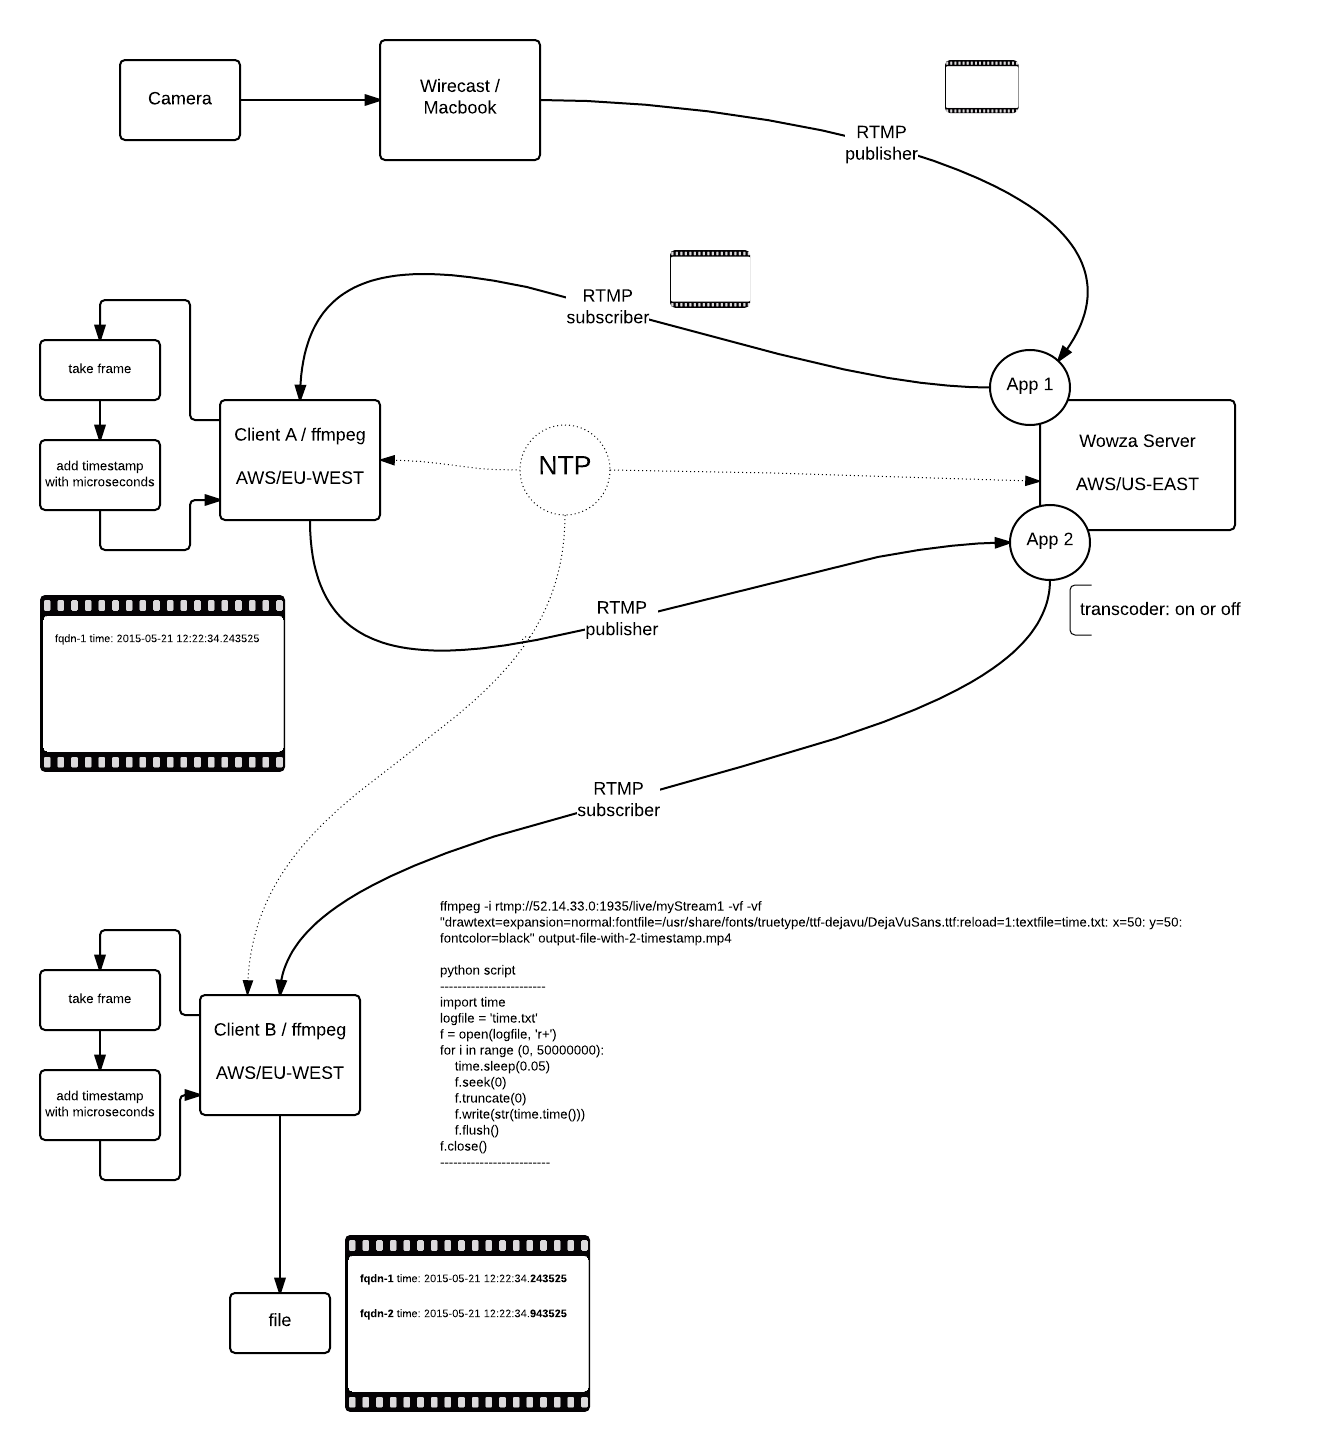 Camera
Wirecast /
Macbook
RTMP
publisher
RTMP
subscriber
take frame
add timestamp
with microseconds
Client A / ffmpeg
AWS/EU-WEST
NTP
App 1
Wowza Server
AWS/US-EAST
App 2
transcoder: on or off
RTMP
publisher
fqdn-1 time: 2015-05-21 12:22:34.243525
RTMP
subscriber
ffmpeg -i rtmp://52.14.33.0:1935/live/myStream1 -vf -vf
"drawtext=expansion=normal:fontfile=/usr/share/fonts/truetype/ttf-dejavu/DejaVuSans.ttf:reload=1:textfile=time.txt: x=50: y=50:
fontcolor=black" output-file-with-2-timestamp.mp4
python script
------------------------
import time
logfile = 'time.txt'
f = open(logfile, 'r+')
for i in range (0, 50000000):
    time.sleep(0.05)
    f.seek(0)
    f.truncate(0)
    f.write(str(time.time()))
    f.flush()
f.close()
-------------------------
take frame
add timestamp
with microseconds
Client B / ffmpeg
AWS/EU-WEST
file
fqdn-1 time: 2015-05-21 12:22:34.243525
fqdn-2 time: 2015-05-21 12:22:34.943525